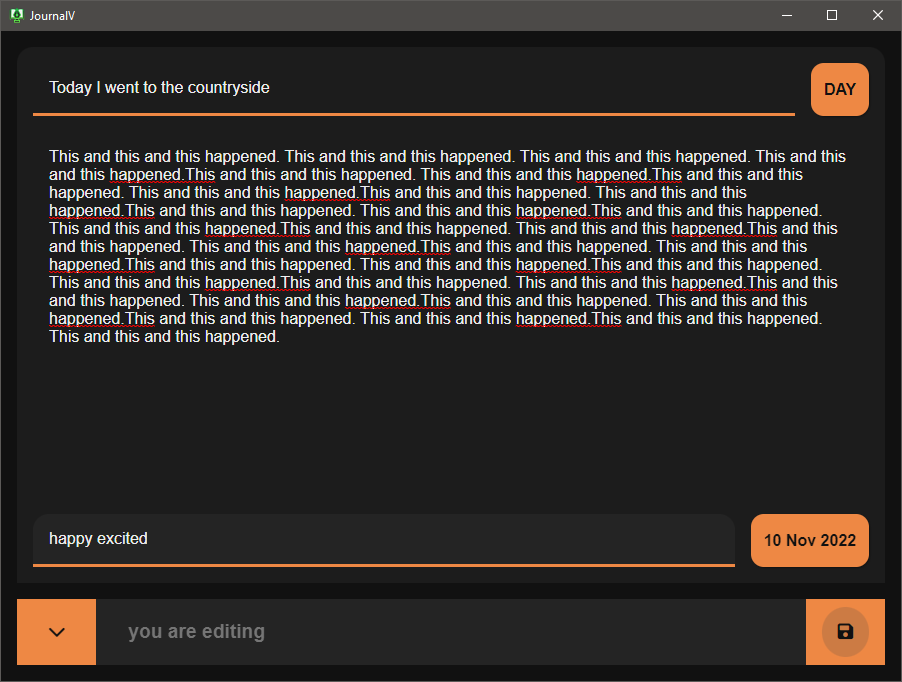 JournalV
Today I went to the countryside
DAY
This and this and this happened. This and this and this happened. This and this and this happened. This and this
and this happened.This and this and this happened. This and this and this happened.This and this and this
happened. This and this and this happened.This and this and this happened. This and this and this
happened.This and this and this happened. This and this and this happened.This and this and this happened.
This and this and this happened.This and this and this happened. This and this and this happened.This and this
and this happened. This and this and this happened.This and this and this happened. This and this and this
happened.This and this and this happened. This and this and this happened.This and this and this happened.
This and this and this happened.This and this and this happened. This and this and this happened.This and this
and this happened. This and this and this happened.This and this and this happened. This and this and this
happened.This and this and this happened. This and this and this happened.This and this and this happened.
This and this and this happened.
happy excited
10 Nov 2022
you are editing